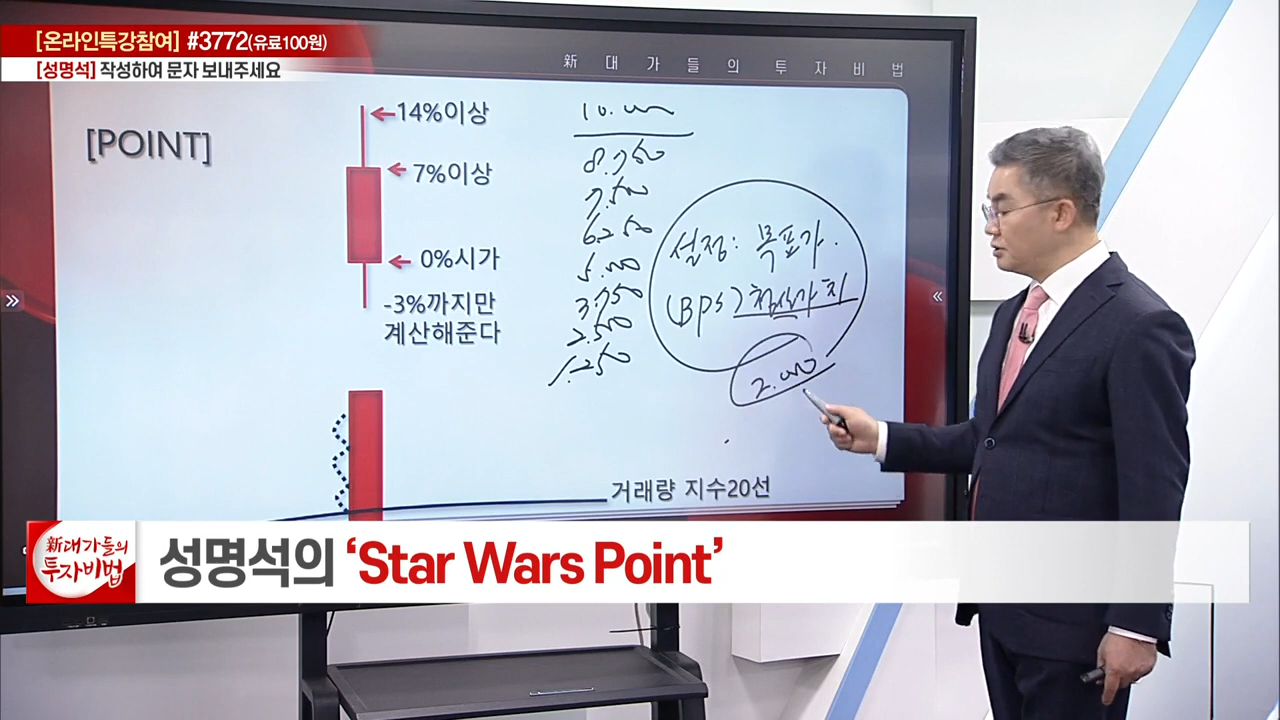 [온라인특강참여] #3772(유료100원)
[성명석] 작성하여 문자 보내주세요
新 대 가 들 의 투 자 비 법
[POINT]
14%이상
7%이상
0%시가
-3%까지만
계산해준다
10.000
8.750
7.500
6.250
5.000
3.750
2.500
1.250
설정: 목표가.
(BPS) 청산가치
2.000
거래량 지수20선
新대가들의
투자비법
성명석의 ‘Star Wars Point’